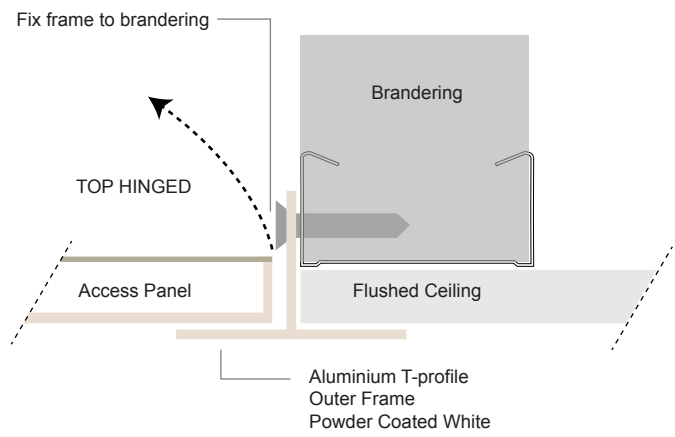 Fix frame to brandering
Brandering
TOP HINGED
Access Panel
Flushed Ceiling
Aluminium T-profile
Outer Frame
Powder Coated White